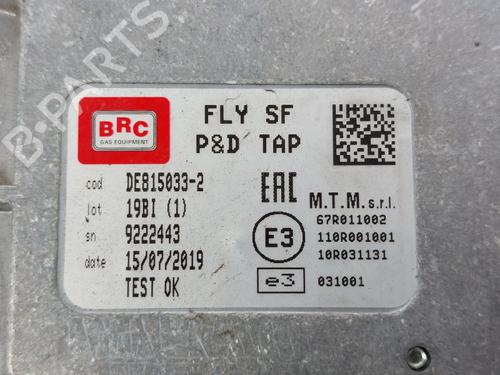 B-PARTS
BRC
GAS EQUIPMENT
FLY SF
P&D TAP
cod DE815033-2
lot 19BI (1)
sn 9222443
date 15/07/2019
TEST OK
EAC
M.T.M. s.r.l.
67R011002
E3 110R001001
10R031131
e3 031001